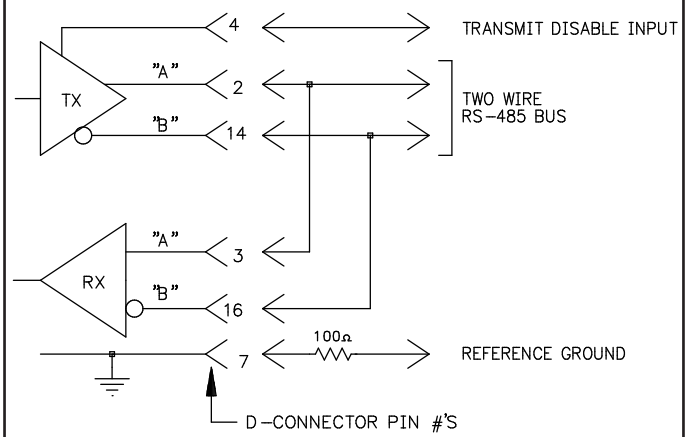 4 TRANSMIT DISABLE INPUT
"A" 2
TX TWO WIRE
RS-485 BUS
"B" 14
"A" 3
RX
"B" 16
100Ω
7 REFERENCE GROUND
D-CONNECTOR PIN #'S